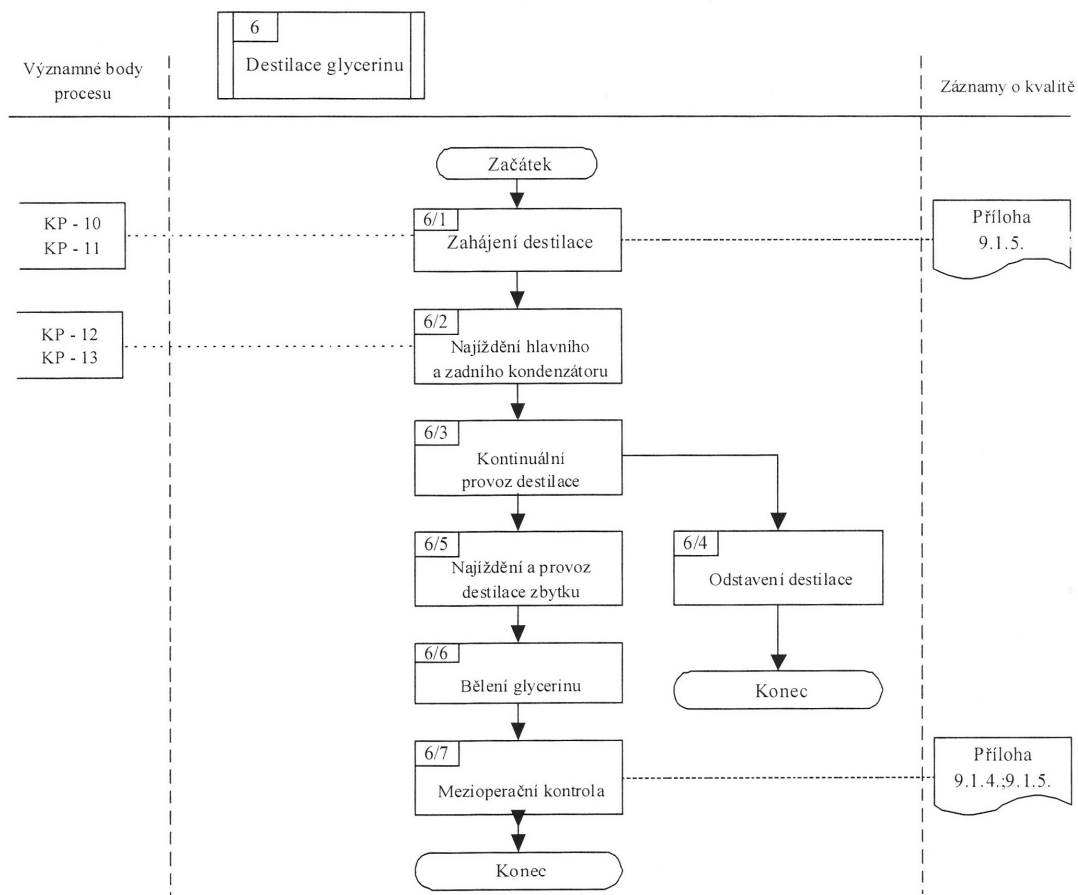 6
Destilace glycerinu
Významné body
procesu
Záznamy o kvalitě
Začátek
KP - 10
KP - 11
6/1
Zahájení destilace
Příloha
9.1.5.
KP - 12
KP - 13
6/2
Najíždění hlavního
a zadního kondenzátoru
6/3
Kontinuální
provoz destilace
6/5
Najíždění a provoz
destilace zbytku
6/4
Odstavení destilace
6/6
Bělení glycerinu
Konec
6/7
Mezioperační kontrola
Příloha
9.1.4.;9.1.5.
Konec